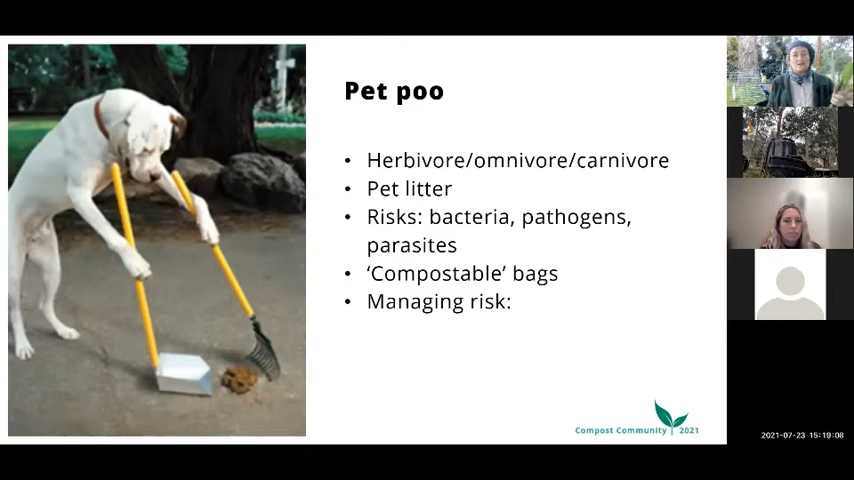 Pet poo
• Herbivore/omnivore/carnivore
• Pet litter
• Risks: bacteria, pathogens,
parasites
• ‘Compostable’ bags
• Managing risk:
Compost Community | 2021
2021-07-23 15:19:08